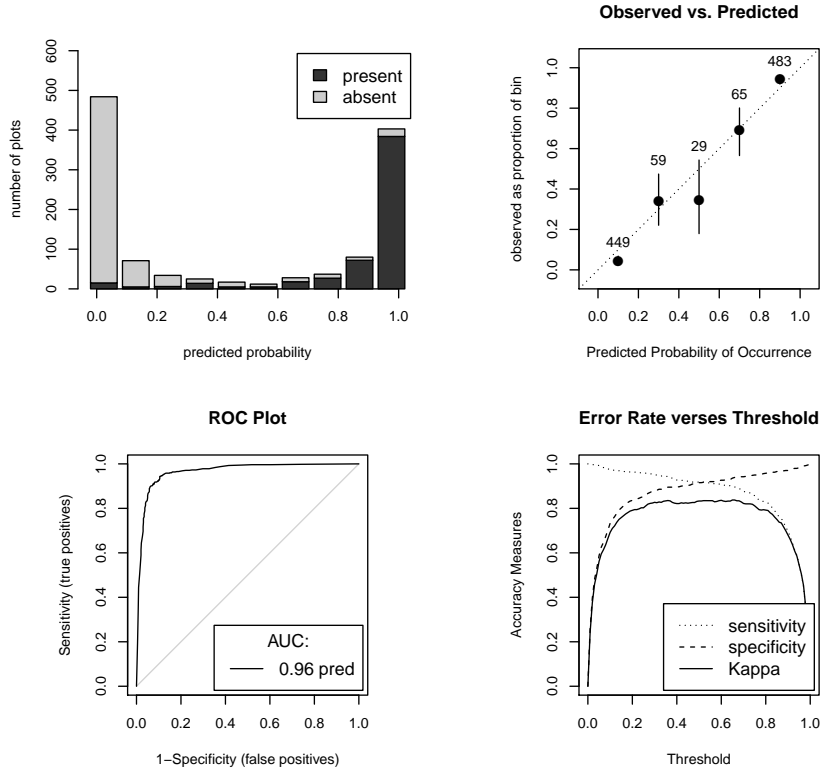 number of plots
600
500
400
300
200
100
0
present
absent
0.0 0.2 0.4 0.6 0.8 1.0
predicted probability
Observed vs. Predicted
observed as proportion of bin
1.0
0.8
0.6
0.4
0.2
0.0
449
59
29
65
483
0.0 0.2 0.4 0.6 0.8 1.0
Predicted Probability of Occurrence
ROC Plot
Sensitivity (true positives)
1.0
0.8
0.6
0.4
0.2
0.0
AUC:
0.96 pred
0.0 0.2 0.4 0.6 0.8 1.0
1−Specificity (false positives)
Error Rate verses Threshold
Accuracy Measures
1.0
0.8
0.6
0.4
0.2
0.0
sensitivity
specificity
Kappa
0.0 0.2 0.4 0.6 0.8 1.0
Threshold